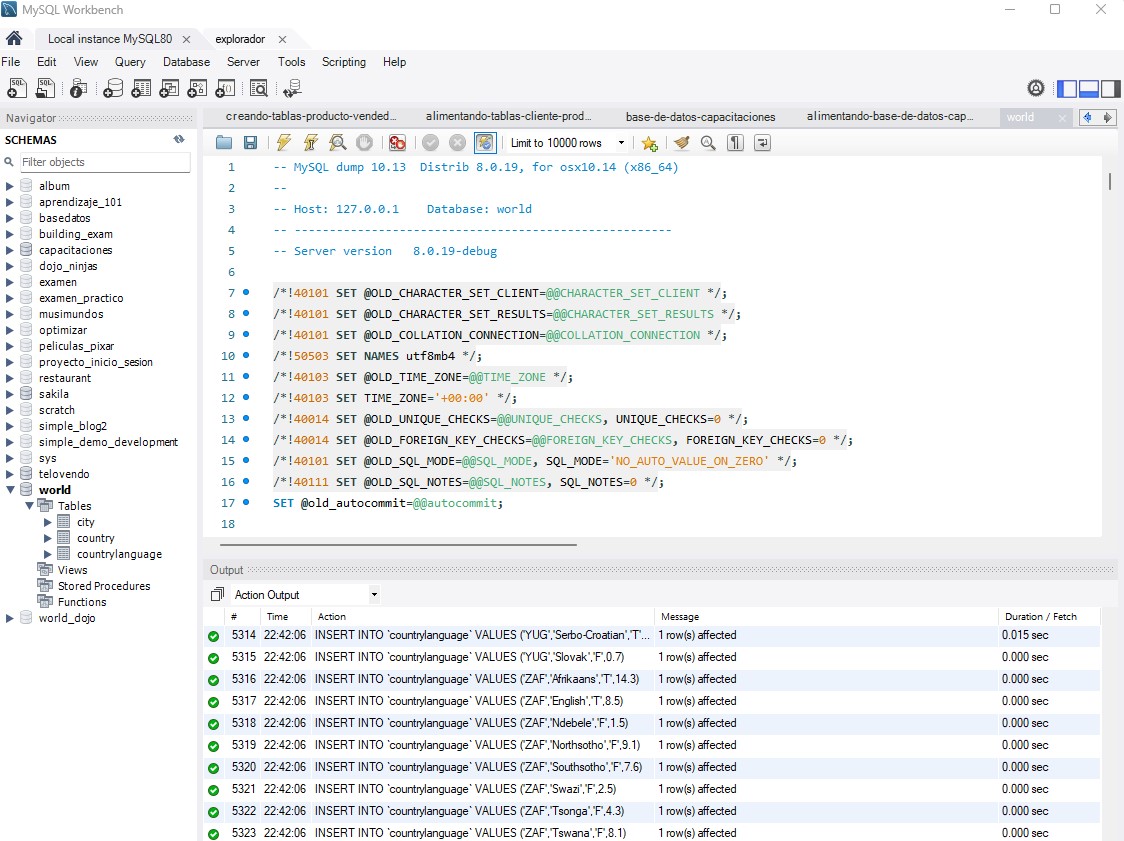 MySQL Workbench
Local instance MySQL80
explorador
File Edit View Query Database Server Tools Scripting Help
Navigator
SCHEMAS
Filter objects
album
aprendizaje_101
basedatos
building_exam
capacitaciones
dojo_ninjas
examen
examen_practico
musimundos
optimizar
peliculas_pixar
proyecto_inicio_sesion
restaurant
sakila
scratch
simple_blog2
simple_demo_development
sys
telovendo
world
Tables
city
country
countrylanguage
Views
Stored Procedures
Functions
world_dojo
creando-tablas-producto-vended... alimentando-tablas-cliente-prod... base-de-datos-capacitaciones alimentando-base-de-datos-cap... world
Limit to 10000 rows
1 -- MySQL dump 10.13  Distrib 8.0.19, for osx10.14 (x86_64)
2 --
3 -- Host: 127.0.0.1    Database: world
4 -- ------------------------------------------------------
5 -- Server version   8.0.19-debug
6
7 /*!40101 SET @OLD_CHARACTER_SET_CLIENT=@@CHARACTER_SET_CLIENT */;
8 /*!40101 SET @OLD_CHARACTER_SET_RESULTS=@@CHARACTER_SET_RESULTS */;
9 /*!40101 SET @OLD_COLLATION_CONNECTION=@@COLLATION_CONNECTION */;
10 /*!50503 SET NAMES utf8mb4 */;
11 /*!40103 SET @OLD_TIME_ZONE=@@TIME_ZONE */;
12 /*!40103 SET TIME_ZONE='+00:00' */;
13 /*!40014 SET @OLD_UNIQUE_CHECKS=@@UNIQUE_CHECKS, UNIQUE_CHECKS=0 */;
14 /*!40014 SET @OLD_FOREIGN_KEY_CHECKS=@@FOREIGN_KEY_CHECKS, FOREIGN_KEY_CHECKS=0 */;
15 /*!40101 SET @OLD_SQL_MODE=@@SQL_MODE, SQL_MODE='NO_AUTO_VALUE_ON_ZERO' */;
16 /*!40111 SET @OLD_SQL_NOTES=@@SQL_NOTES, SQL_NOTES=0 */;
17 SET @old_autocommit=@@autocommit;
18
Output
Action Output
# Time Action Message Duration / Fetch
5314 22:42:06 INSERT INTO `countrylanguage` VALUES ('YUG','Serbo-Croatian','T'... 1 row(s) affected 0.015 sec
5315 22:42:06 INSERT INTO `countrylanguage` VALUES ('YUG','Slovak','F',0.7) 1 row(s) affected 0.000 sec
5316 22:42:06 INSERT INTO `countrylanguage` VALUES ('ZAF','Afrikaans','T',14.3) 1 row(s) affected 0.000 sec
5317 22:42:06 INSERT INTO `countrylanguage` VALUES ('ZAF','English','T',8.5) 1 row(s) affected 0.000 sec
5318 22:42:06 INSERT INTO `countrylanguage` VALUES ('ZAF','Ndebele','F',1.5) 1 row(s) affected 0.000 sec
5319 22:42:06 INSERT INTO `countrylanguage` VALUES ('ZAF','Northsotho','F',9.1) 1 row(s) affected 0.000 sec
5320 22:42:06 INSERT INTO `countrylanguage` VALUES ('ZAF','Southsotho','F',7.6) 1 row(s) affected 0.000 sec
5321 22:42:06 INSERT INTO `countrylanguage` VALUES ('ZAF','Swazi','F',2.5) 1 row(s) affected 0.000 sec
5322 22:42:06 INSERT INTO `countrylanguage` VALUES ('ZAF','Tsonga','F',4.3) 1 row(s) affected 0.000 sec
5323 22:42:06 INSERT INTO `countrylanguage` VALUES ('ZAF','Tswana','F',8.1) 1 row(s) affected 0.000 sec